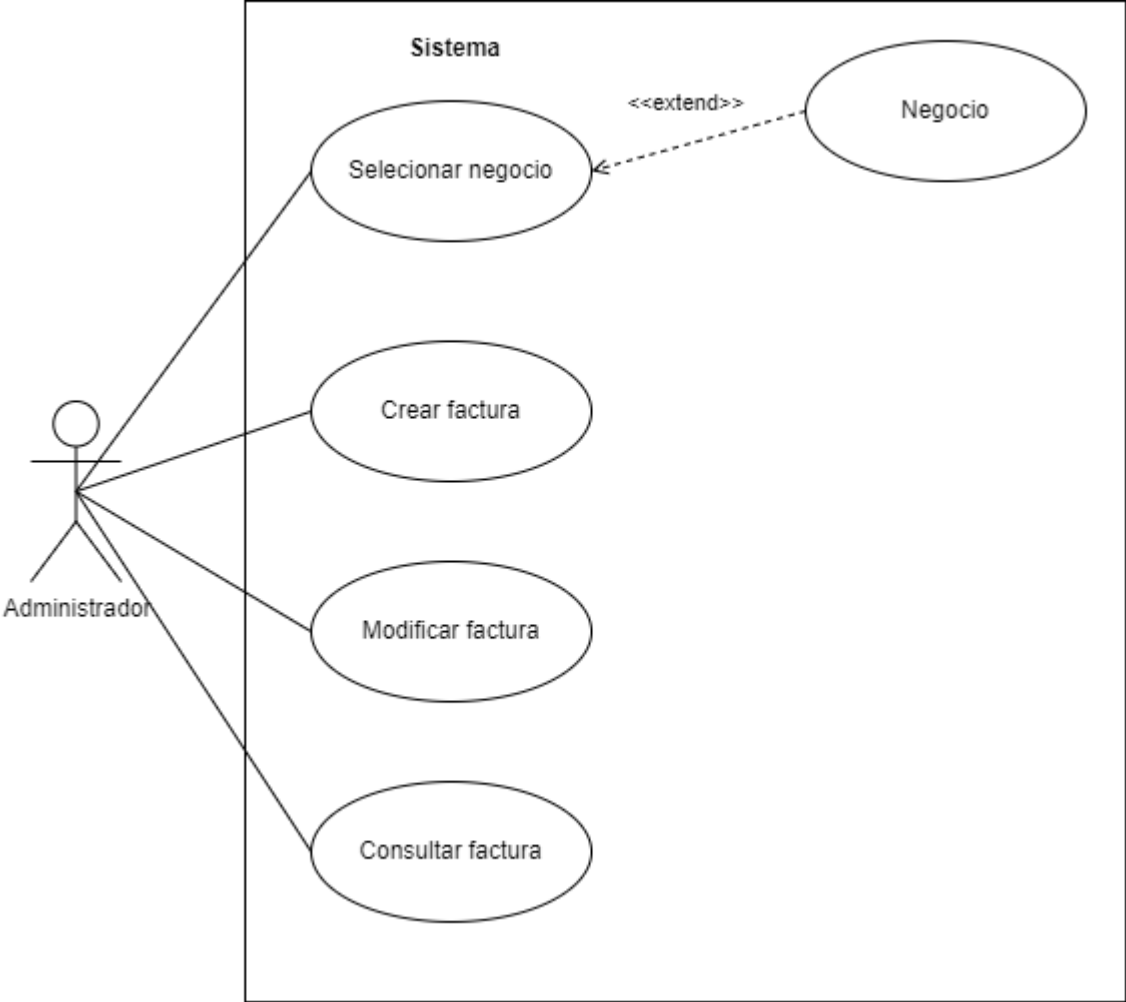 Sistema
<<extend>>
Negocio
Selecionar negocio
Crear factura
Administrador
Modificar factura
Consultar factura